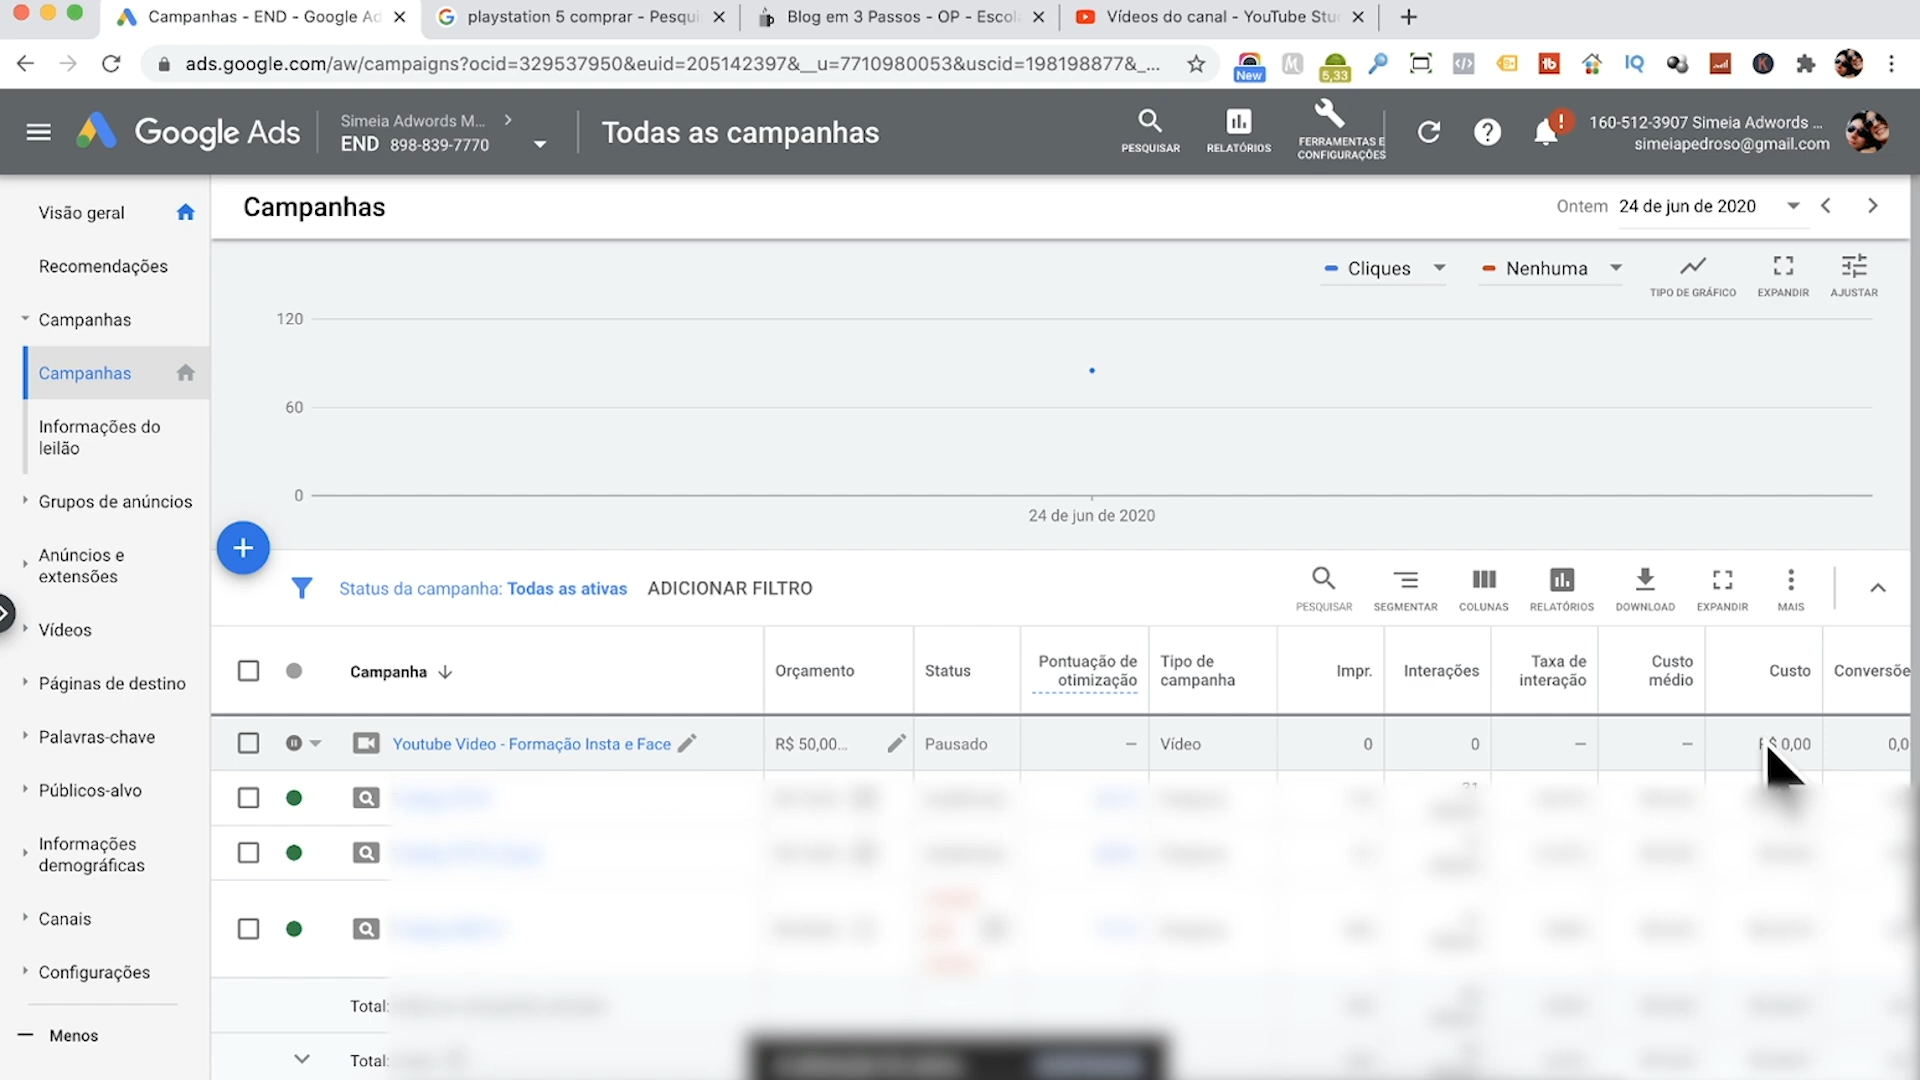 Campanhas - END - Google Ad
playstation 5 comprar - Pesqui
Blog em 3 Passos - OP - Escol
Vídeos do canal - YouTube Stu
ads.google.com/aw/campaigns?ocid=329537950&euid=205142397&__u=7710980053&uscid=198198877&_...
New
5,33
Google Ads
Simeia Adwords M...
END 898-839-7770
Todas as campanhas
PESQUISAR
RELATÓRIOS
FERRAMENTAS E
CONFIGURAÇÕES
160-512-3907 Simeia Adwords ...
simeiapedroso@gmail.com
Visão geral
Recomendações
Campanhas
Campanhas
Informações do
leilão
Grupos de anúncios
Anúncios e
extensões
Vídeos
Páginas de destino
Palavras-chave
Públicos-alvo
Informações
demográficas
Canais
Configurações
Menos
Campanhas
Ontem 24 de jun de 2020
Cliques
Nenhuma
TIPO DE GRÁFICO
EXPANDIR
AJUSTAR
120
60
0
24 de jun de 2020
Status da campanha: Todas as ativas
ADICIONAR FILTRO
PESQUISAR
SEGMENTAR
COLUNAS
RELATÓRIOS
DOWNLOAD
EXPANDIR
MAIS
Campanha
Orçamento
Status
Pontuação de
otimização
Tipo de
campanha
Impr.
Interações
Taxa de
interação
Custo
médio
Custo
Conversõe
Youtube Video - Formação Insta e Face
R$ 50,00...
Pausado
—
Vídeo
0
0
—
—
R$ 0,00
0,0
Total:
Total: